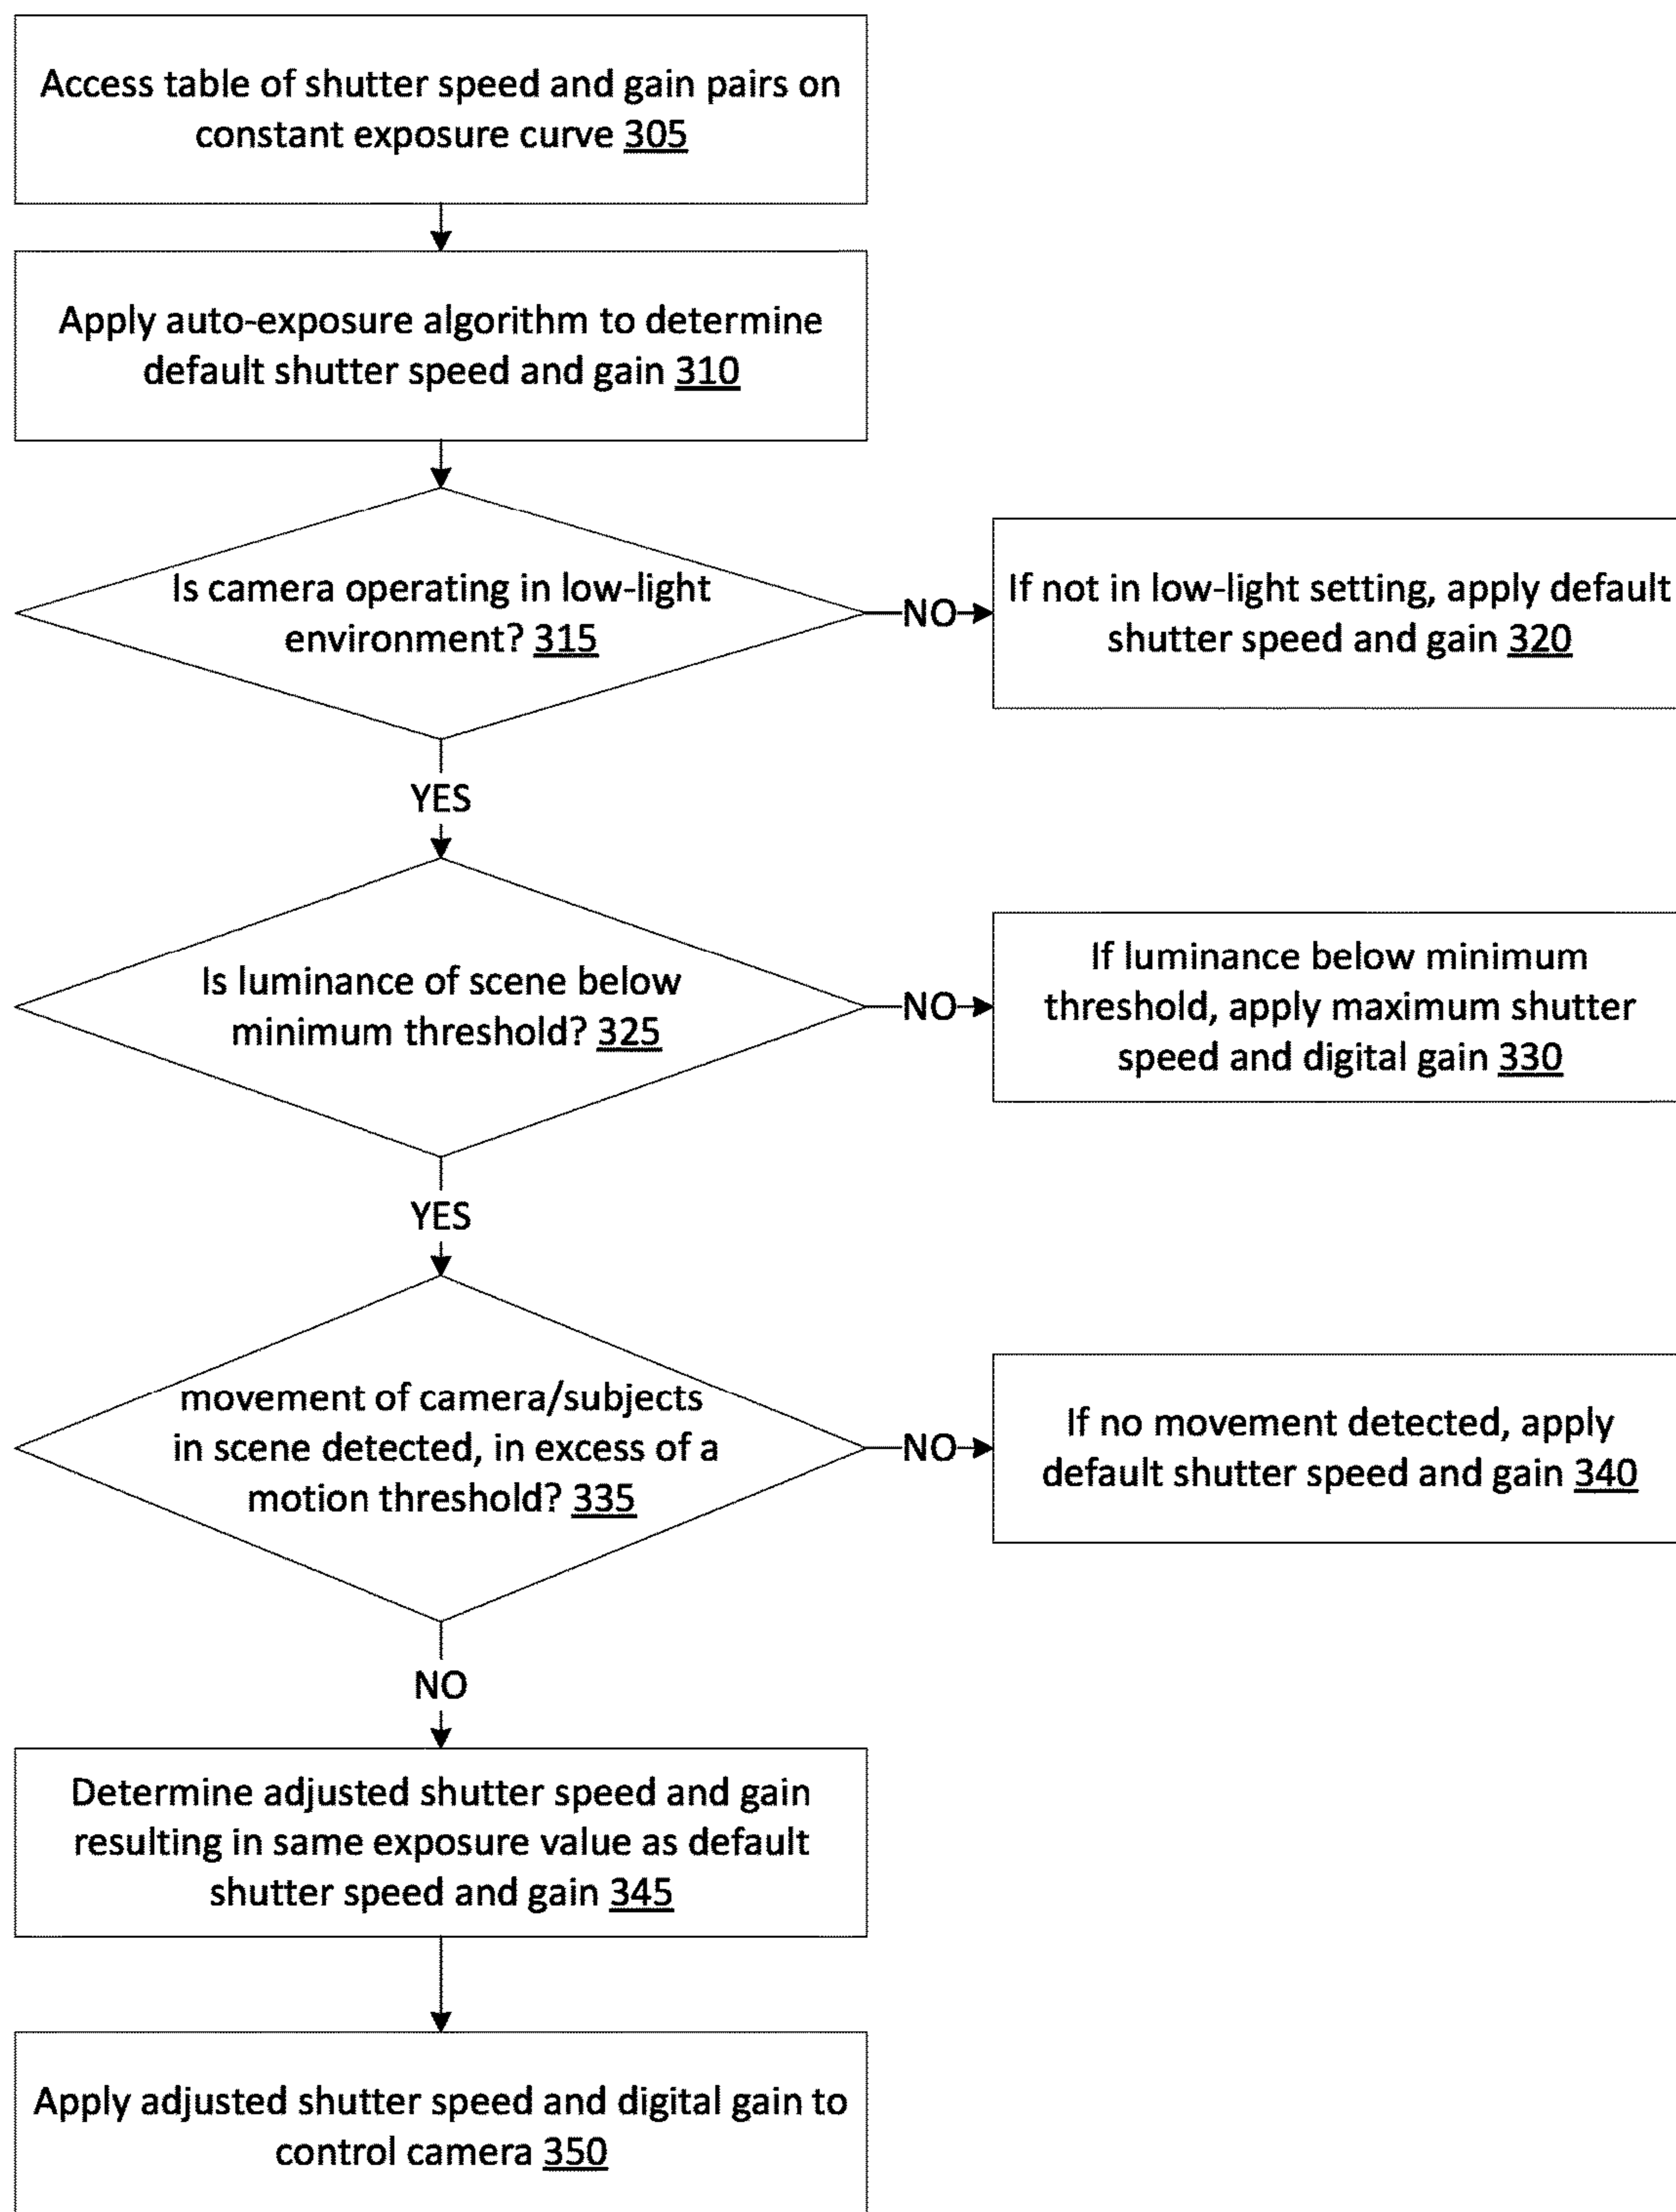 Access table of shutter speed and gain pairs on
constant exposure curve 305
Apply auto-exposure algorithm to determine
default shutter speed and gain 310
Is camera operating in low-light
environment? 315
NO
If not in low-light setting, apply default
shutter speed and gain 320
YES
Is luminance of scene below
minimum threshold? 325
NO
If luminance below minimum
threshold, apply maximum shutter
speed and digital gain 330
YES
movement of camera/subjects
in scene detected, in excess of a
motion threshold? 335
NO
If no movement detected, apply
default shutter speed and gain 340
NO
Determine adjusted shutter speed and gain
resulting in same exposure value as default
shutter speed and gain 345
Apply adjusted shutter speed and digital gain to
control camera 350